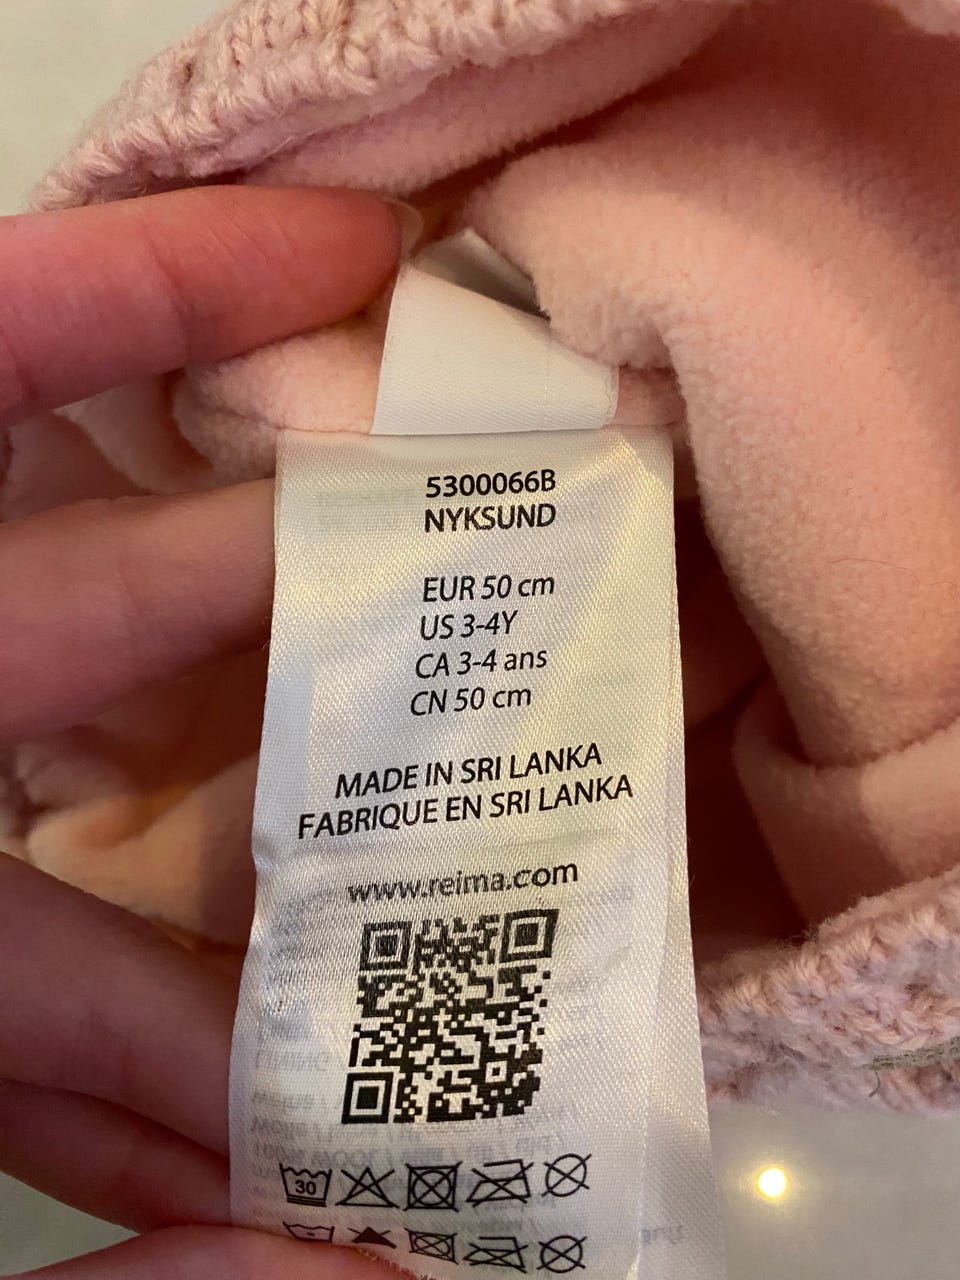 5300066B
NYKSUND
EUR 50 cm
US 3-4Y
CA 3-4 ans
CN 50 cm
MADE IN SRI LANKA
FABRIQUE EN SRI LANKA
www.reima.com
30